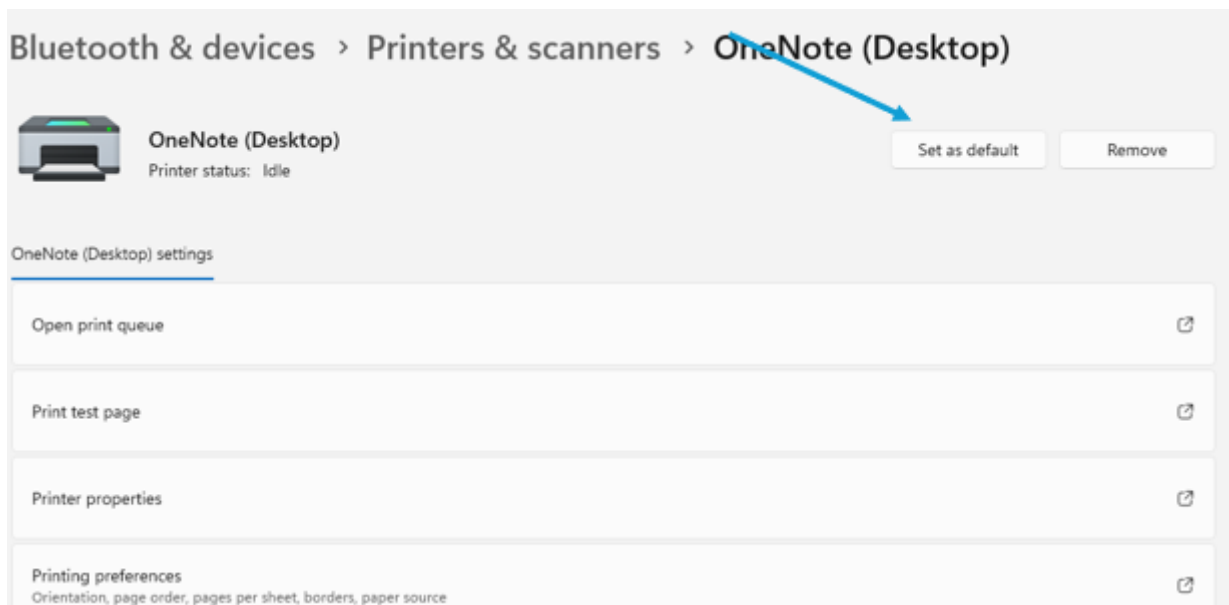 Bluetooth & devices > Printers & scanners > OneNote (Desktop)
OneNote (Desktop)
Printer status: Idle
Set as default
Remove
OneNote (Desktop) settings
Open print queue
Print test page
Printer properties
Printing preferences
Orientation, page order, pages per sheet, borders, paper source